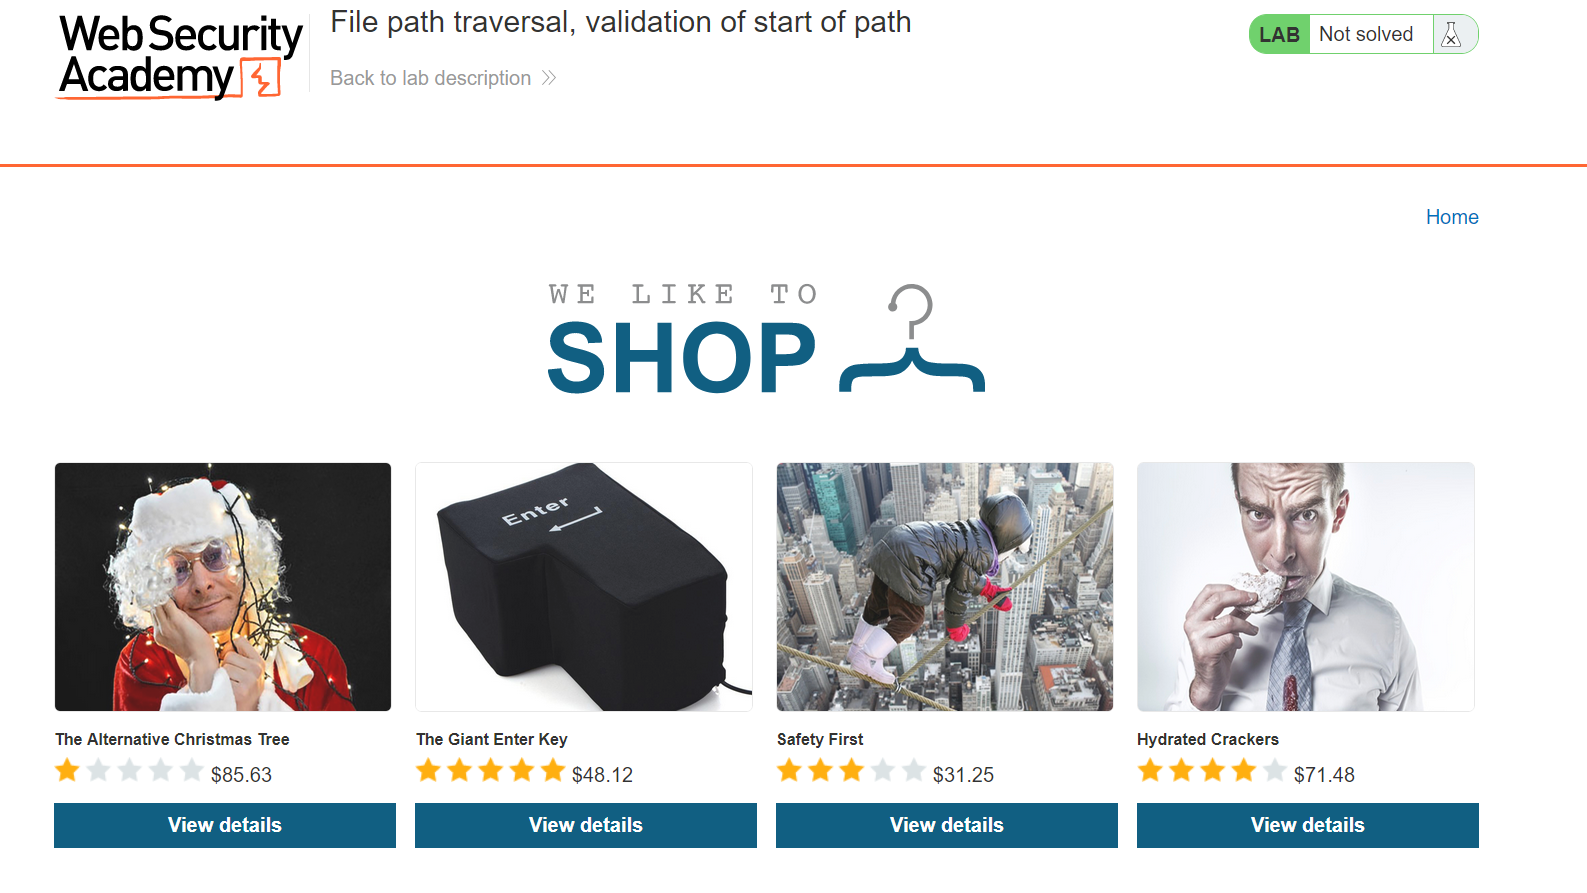 Web Security
Academy
File path traversal, validation of start of path
Back to lab description
LAB Not solved
Home
WE LIKE TO
SHOP
Enter
The Alternative Christmas Tree
$85.63
View details
The Giant Enter Key
$48.12
View details
Safety First
$31.25
View details
Hydrated Crackers
$71.48
View details